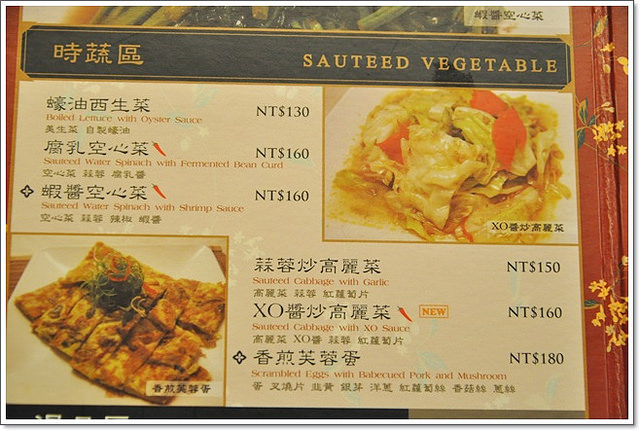 蝦醬空心菜
時蔬區
SAUTEED VEGETABLE
蠔油西生菜 NT$130
Boiled Lettuce with Oyster Sauce
美生菜 自製蠔油
腐乳空心菜 NT$160
Sauteed Water Spinach with Fermented Bean Curd
空心菜 蒜蓉 腐乳醬
蝦醬空心菜 NT$160
Sauteed Water Spinach with Shrimp Sauce
空心菜 蒜蓉 辣椒 蝦醬
XO醬炒高麗菜
蒜蓉炒高麗菜 NT$150
Sauteed Cabbage with Garlic
高麗菜 蒜蓉 紅蘿蔔片
XO醬炒高麗菜 NEW NT$160
Sauteed Cabbage with XO Sauce
高麗菜 XO醬 蒜蓉 紅蘿蔔片
香煎芙蓉蛋 NT$180
Scrambled Eggs with Babecued Pork and Mushroom
蛋 叉燒片 韭黄 銀芽 洋蔥 紅蘿蔔絲 香菇絲 蔥絲
香煎芙蓉蛋